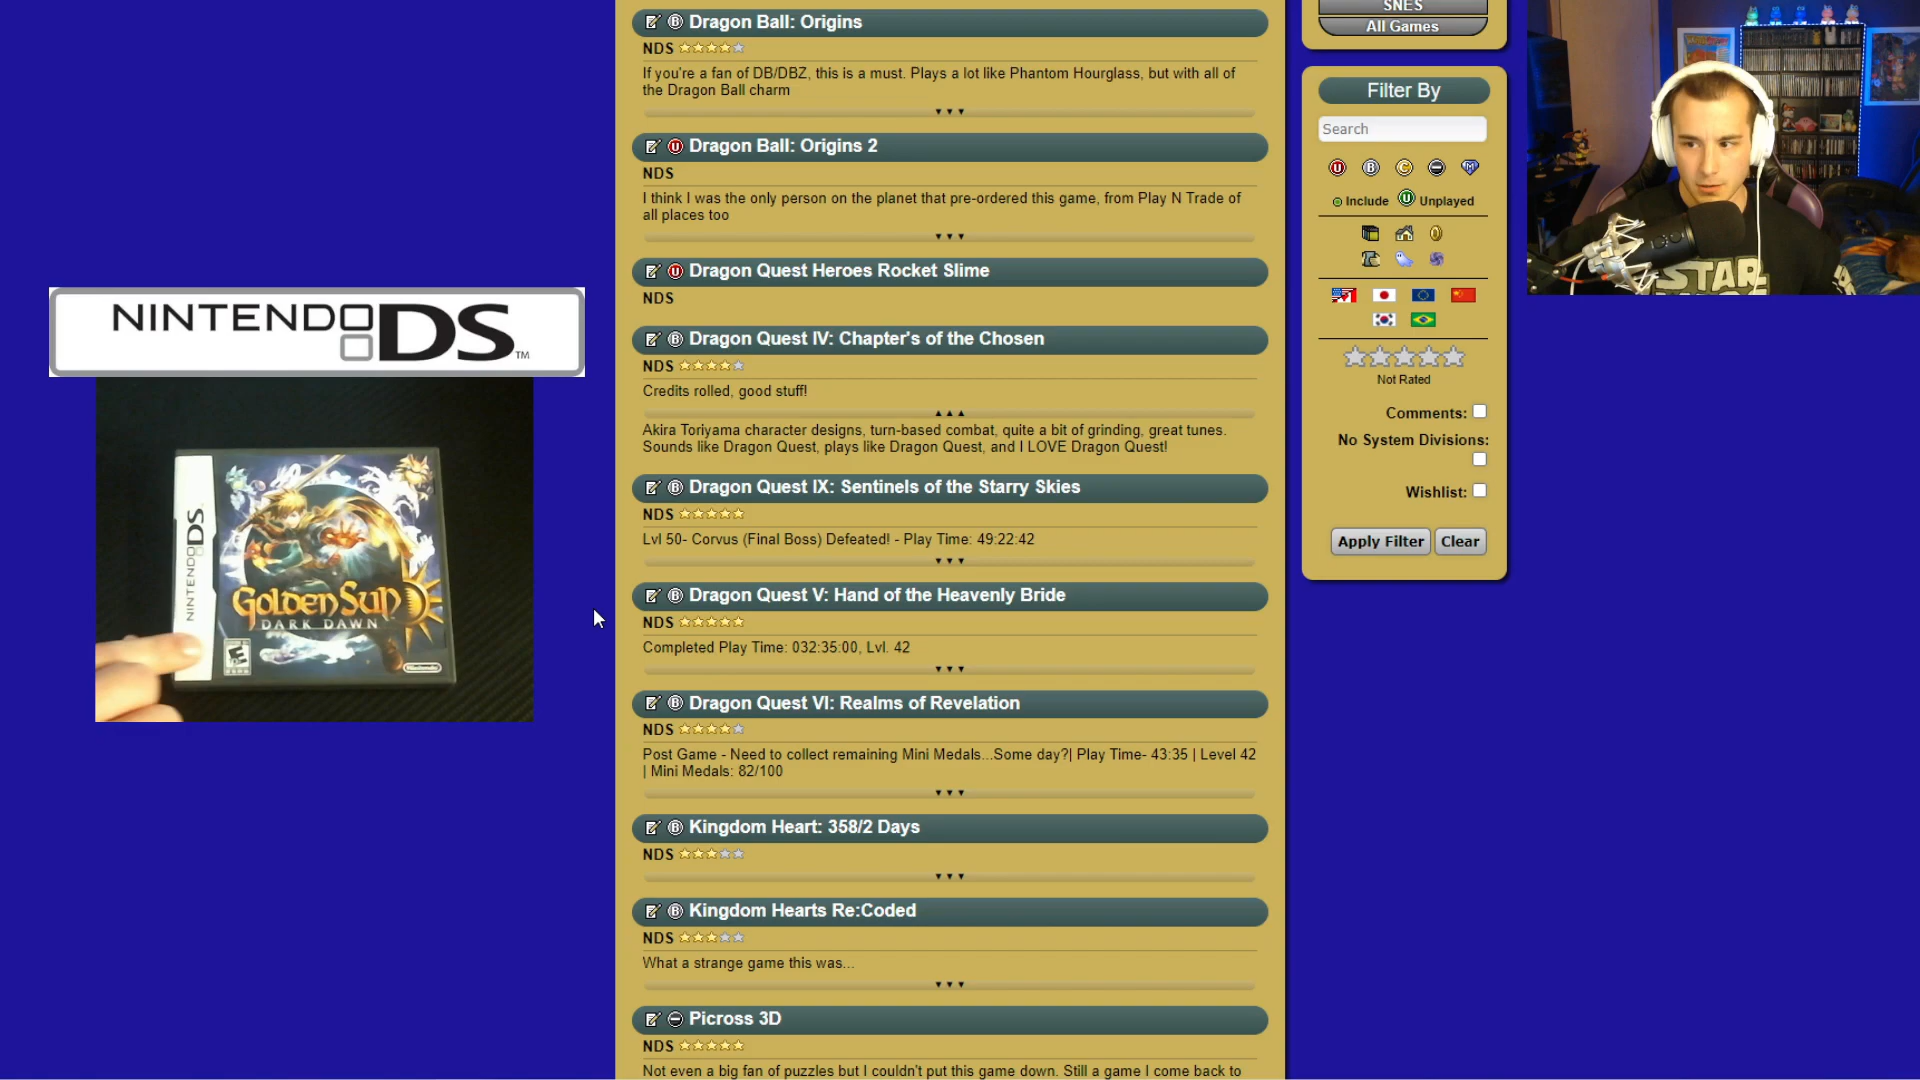 Dragon Ball: Origins
NDS
If you're a fan of DB/DBZ, this is a must. Plays a lot like Phantom Hourglass, but with all of
the Dragon Ball charm
Dragon Ball: Origins 2
NDS
I think I was the only person on the planet that pre-ordered this game, from Play N Trade of
all places too
Dragon Quest Heroes Rocket Slime
NDS
Dragon Quest IV: Chapter's of the Chosen
NDS
Credits rolled, good stuff!
Akira Toriyama character designs, turn-based combat, quite a bit of grinding, great tunes.
Sounds like Dragon Quest, plays like Dragon Quest, and I LOVE Dragon Quest!
Dragon Quest IX: Sentinels of the Starry Skies
NDS
Lvl 50- Corvus (Final Boss) Defeated! - Play Time: 49:22:42
Dragon Quest V: Hand of the Heavenly Bride
NDS
Completed Play Time: 032:35:00, Lvl. 42
Dragon Quest VI: Realms of Revelation
NDS
Post Game - Need to collect remaining Mini Medals...Some day?| Play Time- 43:35 | Level 42
| Mini Medals: 82/100
Kingdom Heart: 358/2 Days
NDS
Kingdom Hearts Re:Coded
NDS
What a strange game this was...
Picross 3D
NDS
Not even a big fan of puzzles but I couldn't put this game down. Still a game I come back to
SNES
All Games
Filter By
Search
U B C M
Include U Unplayed
Not Rated
Comments:
No System Divisions:
Wishlist:
Apply Filter Clear
NINTENDO DS TM
NINTENDO DS
GOLDEN SUN
DARK DAWN
E
Nintendo
STAR